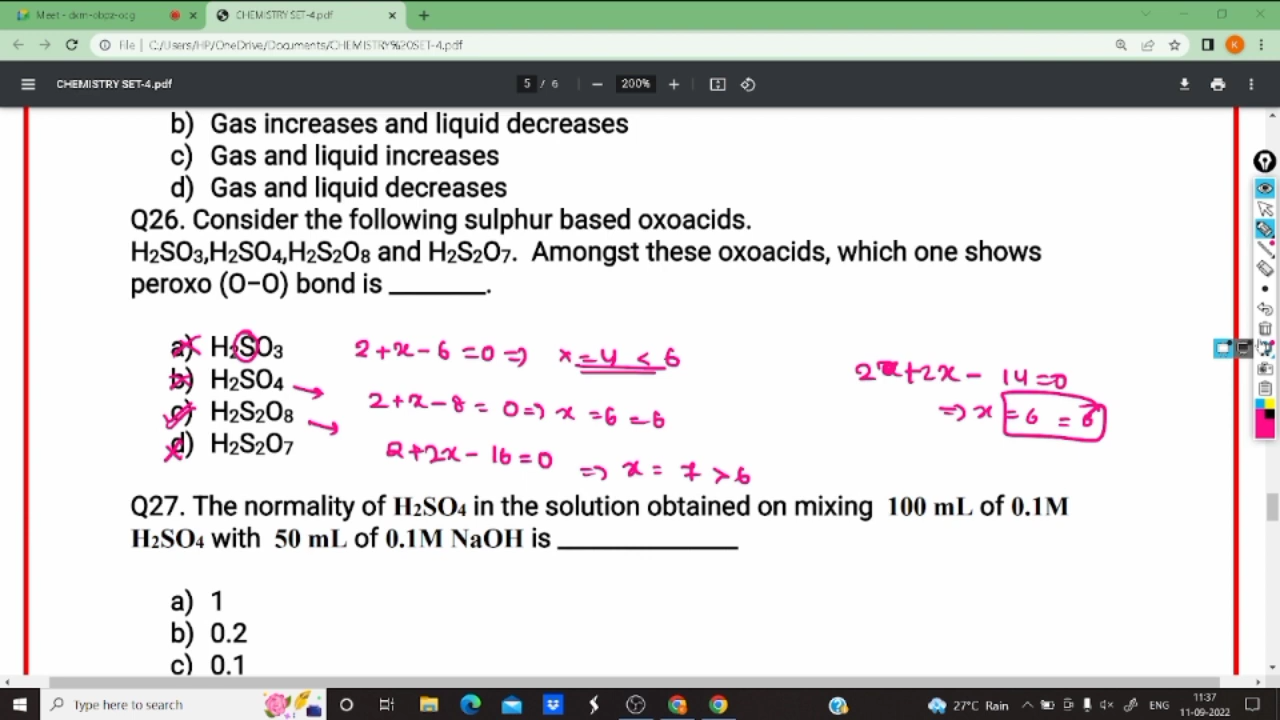 Meet - dxm-obpz-ocg
CHEMISTRY SET-4.pdf
File | C:/Users/HP/OneDrive/Documents/CHEMISTRY%20SET-4.pdf
K
CHEMISTRY SET-4.pdf
5 / 6
200%
b) Gas increases and liquid decreases
c) Gas and liquid increases
d) Gas and liquid decreases
Q26. Consider the following sulphur based oxoacids.
H2SO3,H2SO4,H2S2O8 and H2S2O7. Amongst these oxoacids, which one shows
peroxo (O-O) bond is ________.
a) H2SO3 2+x-6=0 ⇒ x=4 < 6
b) H2SO4 → 2+x-8=0 ⇒ x=6=6
c) H2S2O8 → 2+2x-16=0 ⇒ x=7 >6
d) H2S2O7
2+2x-14=0
⇒ x=6 = 6
Q27. The normality of H2SO4 in the solution obtained on mixing 100 mL of 0.1M
H2SO4 with 50 mL of 0.1M NaOH is ______________
a) 1
b) 0.2
c) 0.1
Type here to search
27°C Rain
ENG
11:37
11-09-2022